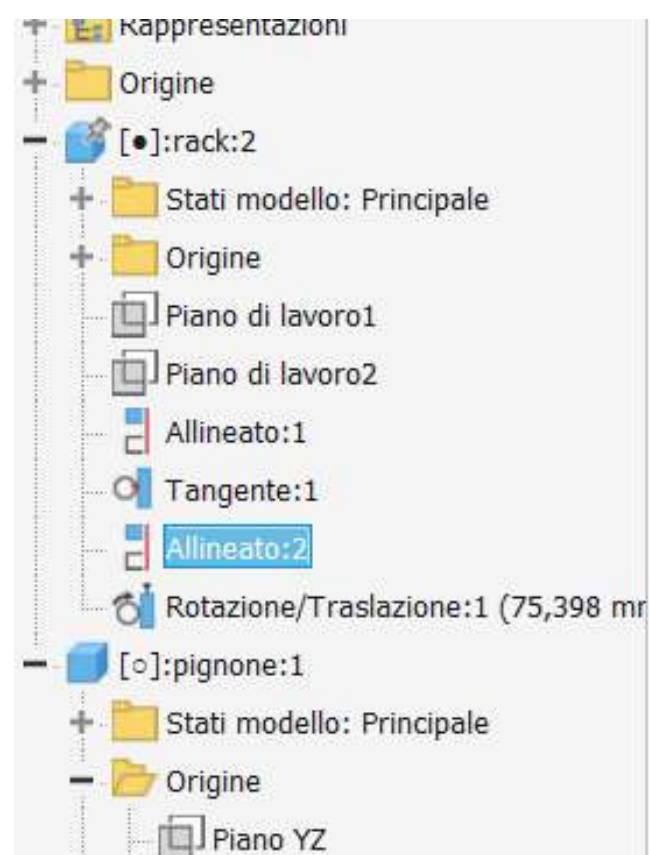 Rappresentazioni
Origine
[●]:rack:2
Stati modello: Principale
Origine
Piano di lavoro1
Piano di lavoro2
Allineato:1
Tangente:1
Allineato:2
Rotazione/Traslazione:1 (75,398 mm
[○]:pignone:1
Stati modello: Principale
Origine
Piano YZ